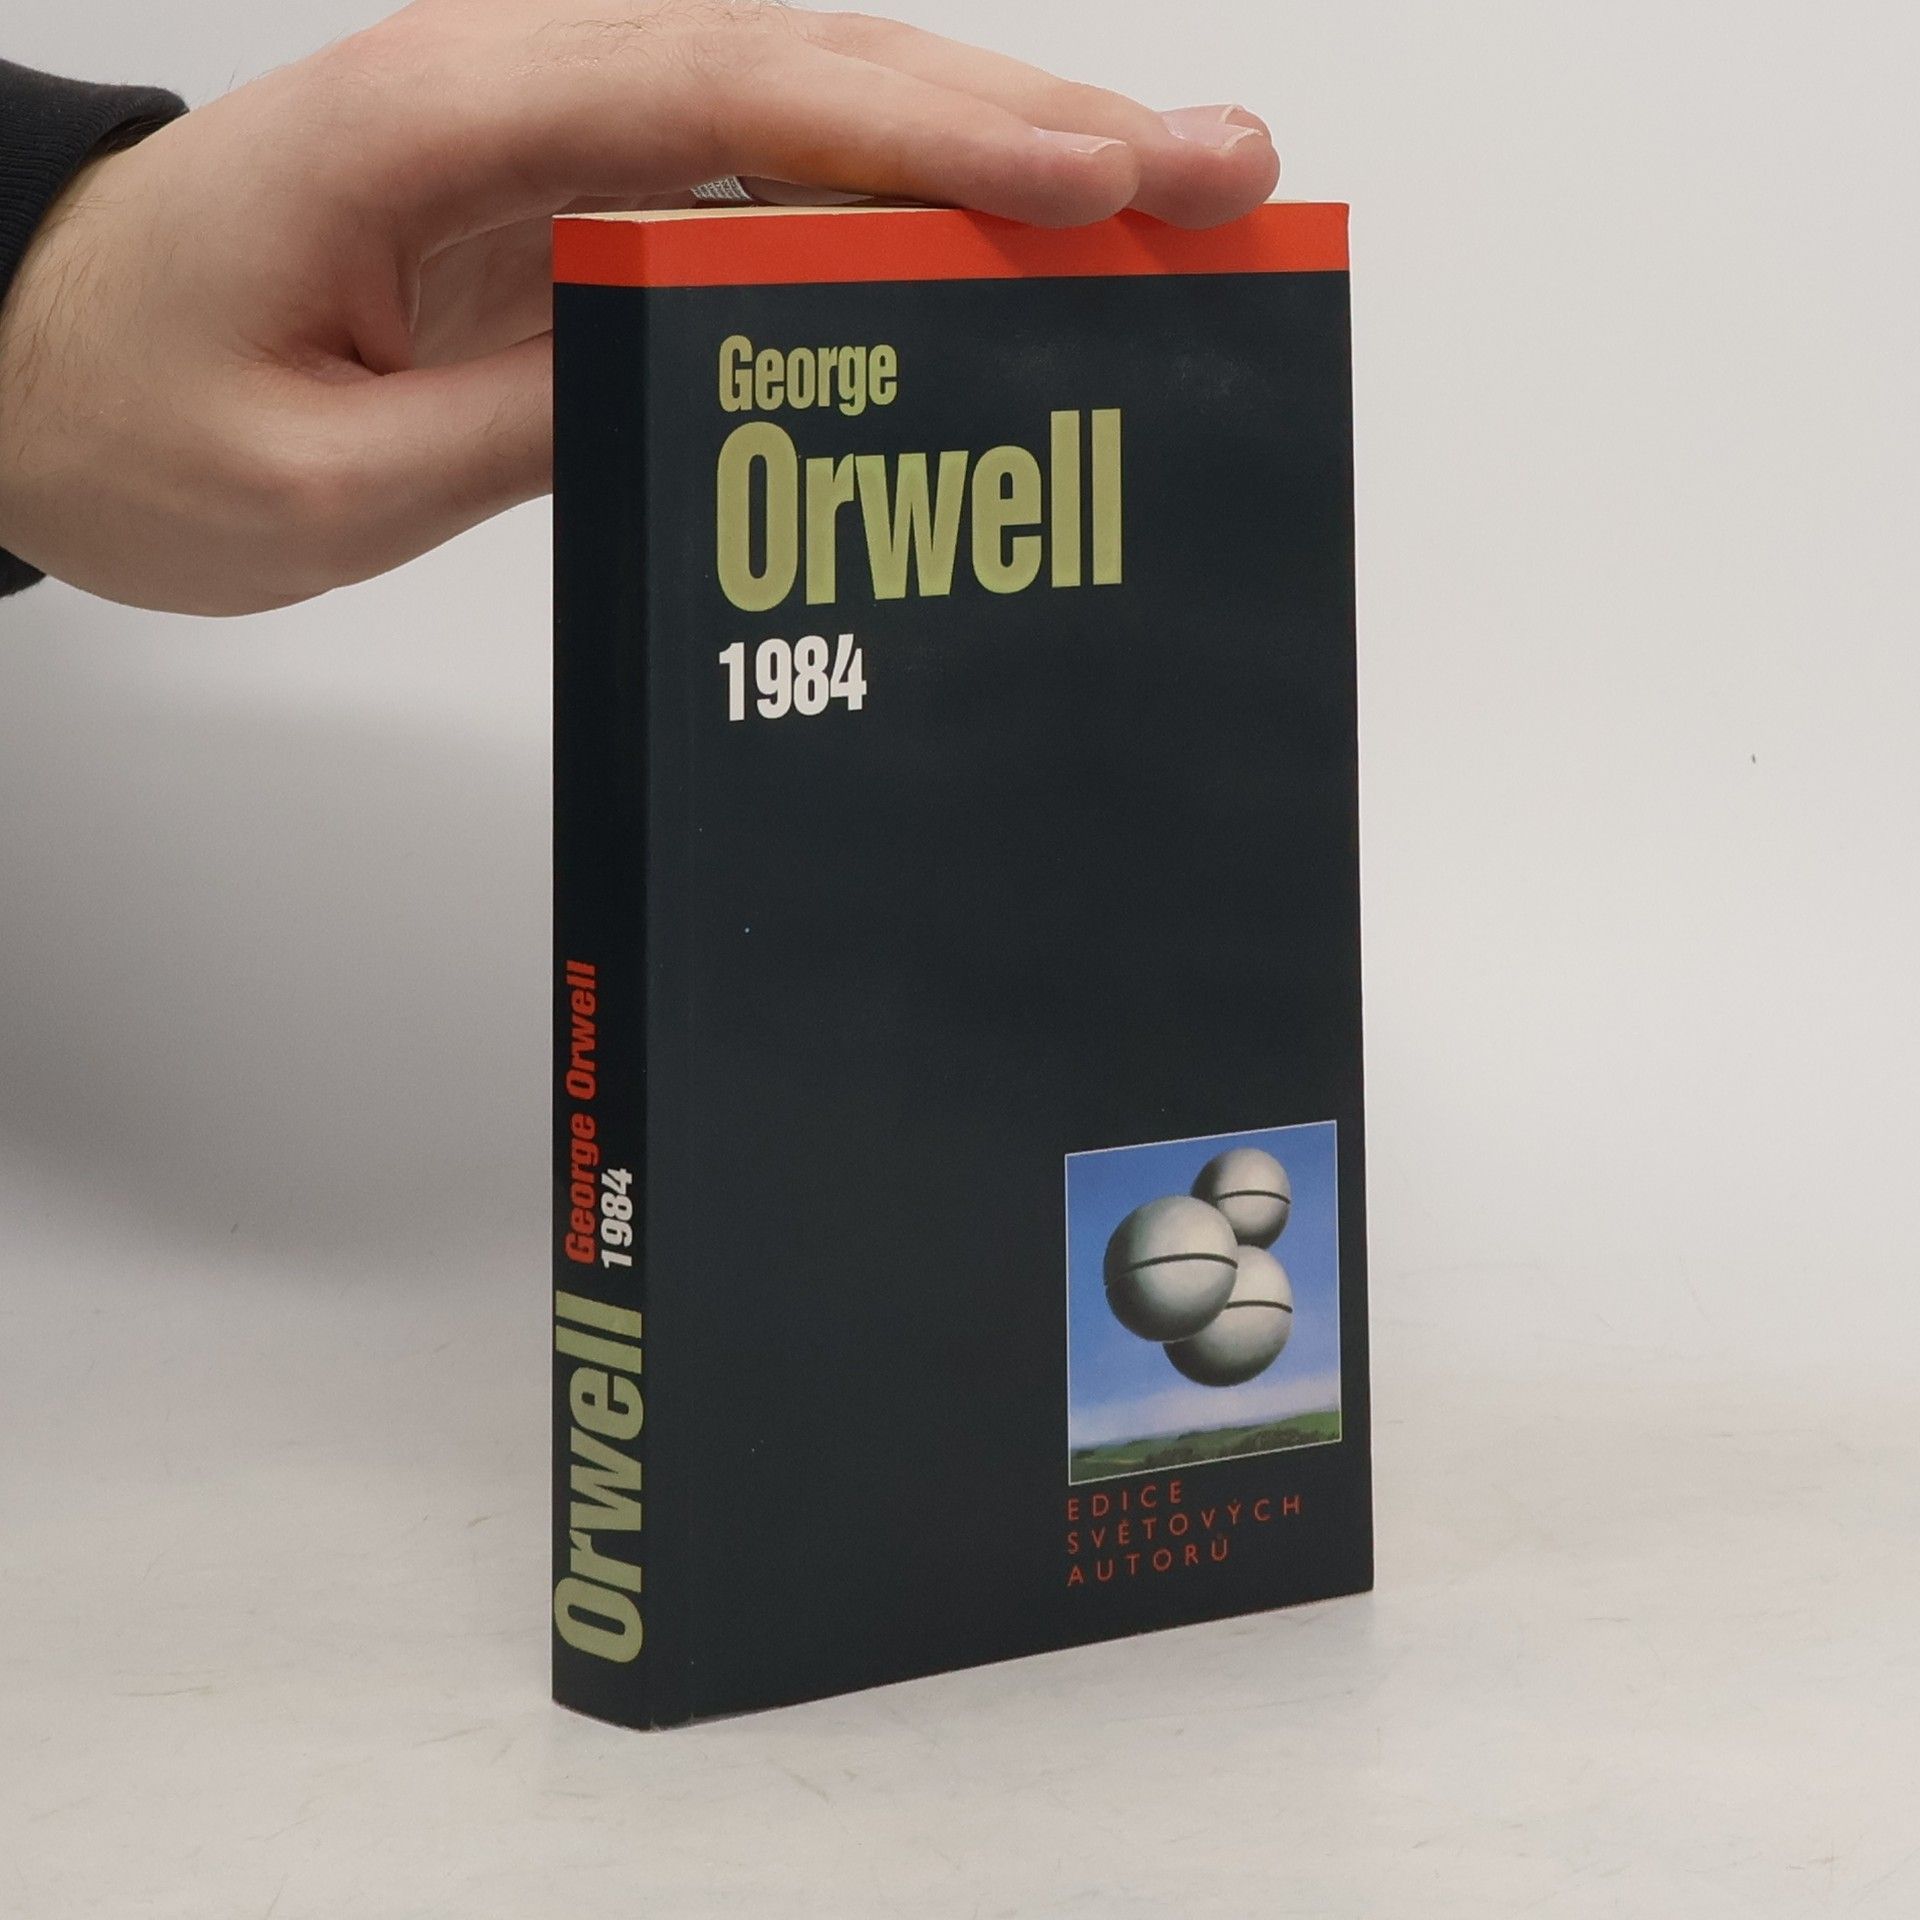 George
Orwell
1984
EDICE
SVĚTOVÝCH
AUTORŮ
Orwell
George Orwell
1984